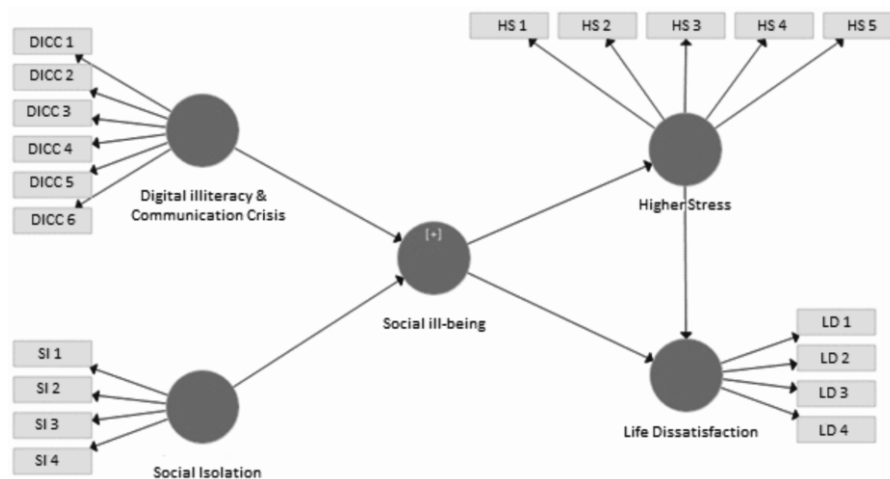 DICC 1
DICC 2
DICC 3
DICC 4
DICC 5
DICC 6
Digital illiteracy &
Communication Crisis
SI 1
SI 2
SI 3
SI 4
Social Isolation
[+]
Social ill-being
HS 1
HS 2
HS 3
HS 4
HS 5
Higher Stress
LD 1
LD 2
LD 3
LD 4
Life Dissatisfaction